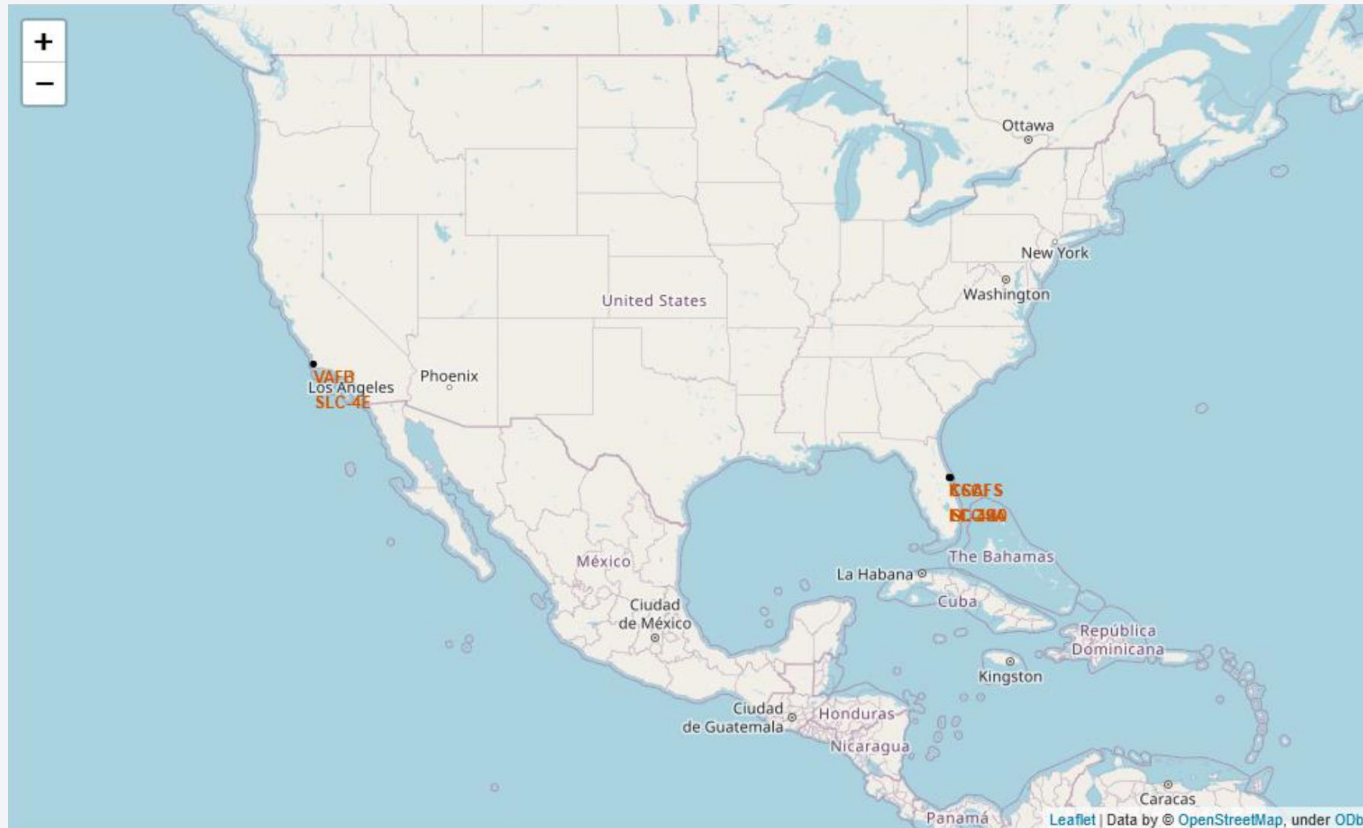 +
−
Ottawa
New York
Washington
United States
Phoenix
VAFB
Los Angeles
SLC-4E
The Bahamas
La Habana
México
Cuba
Ciudad
de México
República
Dominicana
Kingston
Ciudad
de Guatemala
Honduras
Nicaragua
Caracas
Panamá
Leaflet | Data by © OpenStreetMap, under ODb